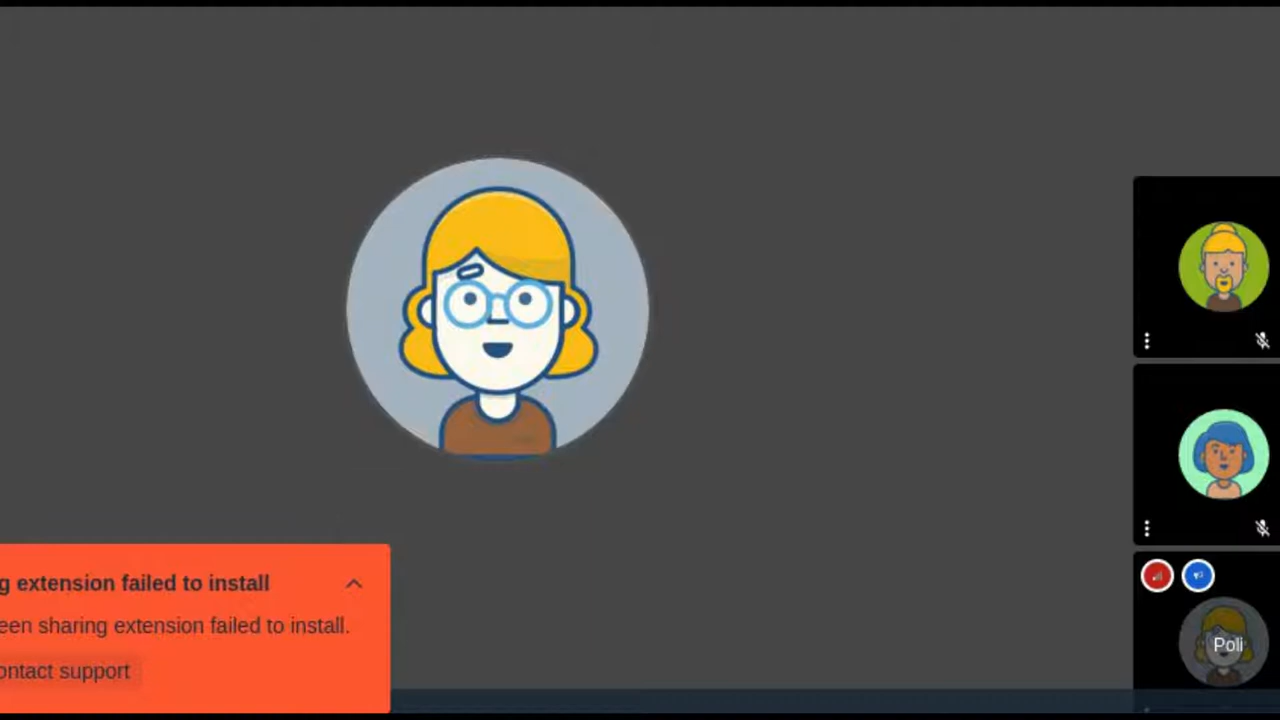 g extension failed to install
een sharing extension failed to install.
ontact support
Poli